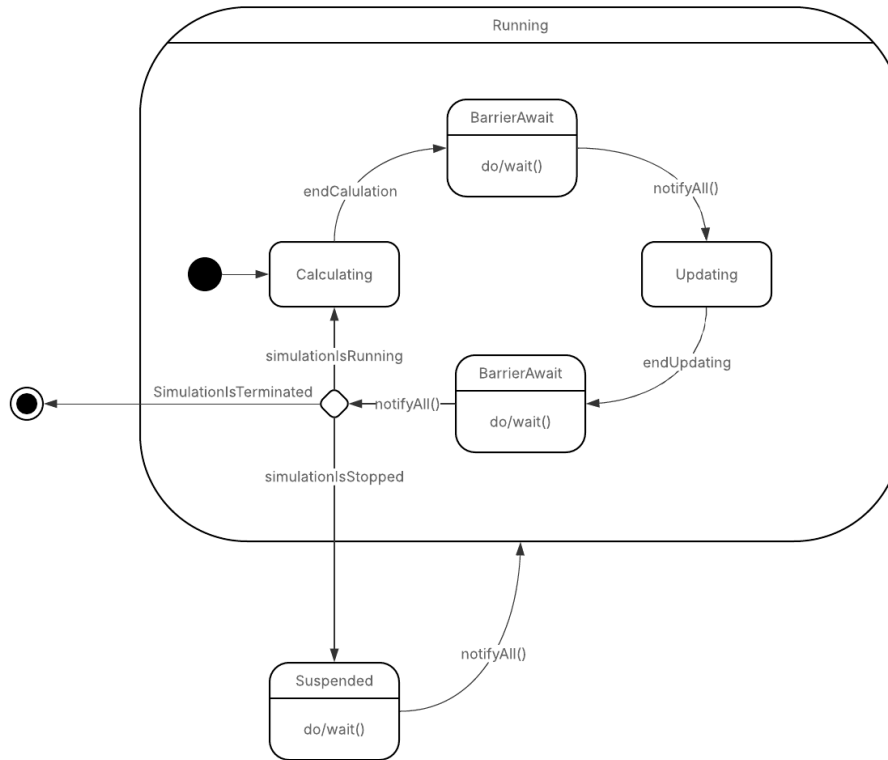 Running
BarrierAwait
do/wait()
endCalulation
notifyAll()
Calculating
Updating
simulationIsRunning
endUpdating
BarrierAwait
do/wait()
SimulationIsTerminated
notifyAll()
simulationIsStopped
notifyAll()
Suspended
do/wait()